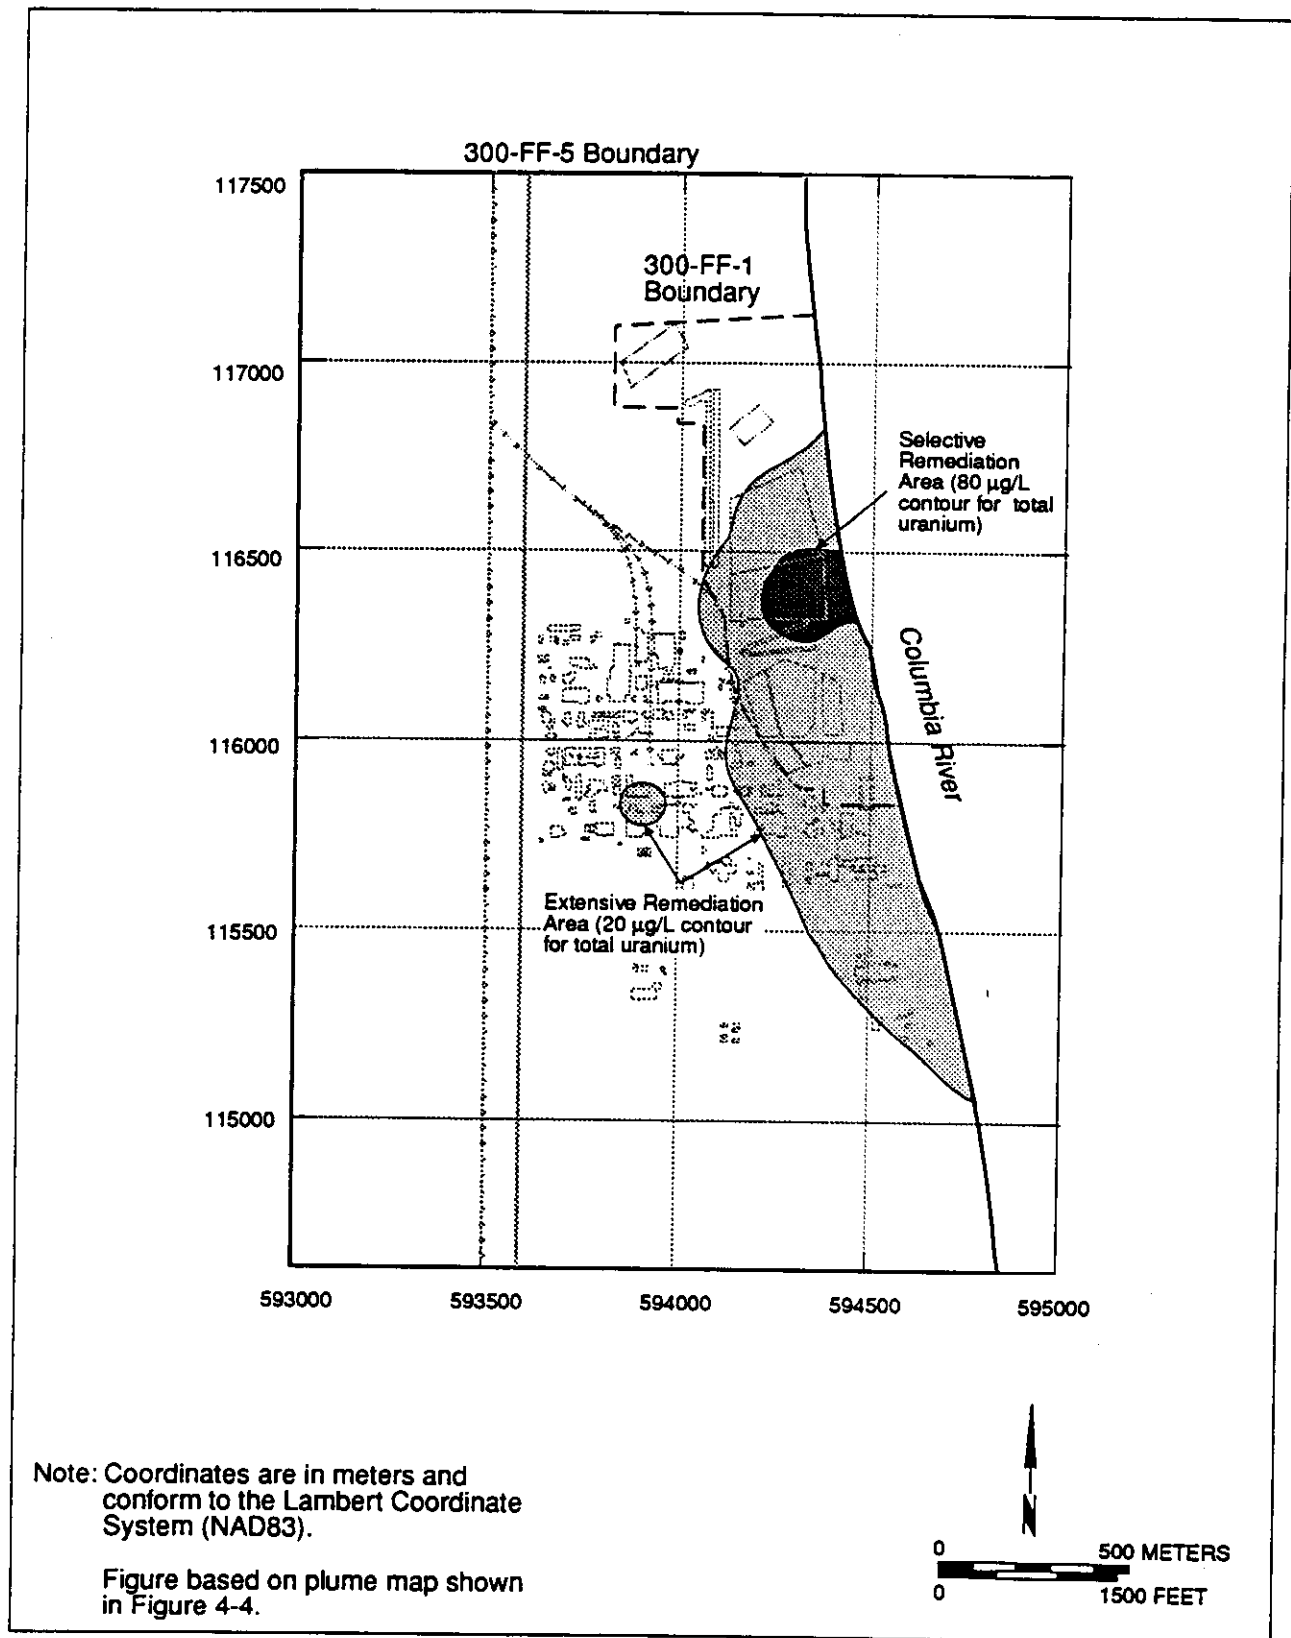 300-FF-5 Boundary
117500
300-FF-1
Boundary
117000
Selective
Remediation
Area (80 µg/L
contour for total
uranium)
116500
Columbia River
116000
Extensive Remediation
Area (20 µg/L contour
for total uranium)
115500
115000
593000
593500
594000
594500
595000
N
Note: Coordinates are in meters and
conform to the Lambert Coordinate
System (NAD83).
Figure based on plume map shown
in Figure 4-4.
0
500 METERS
0
1500 FEET